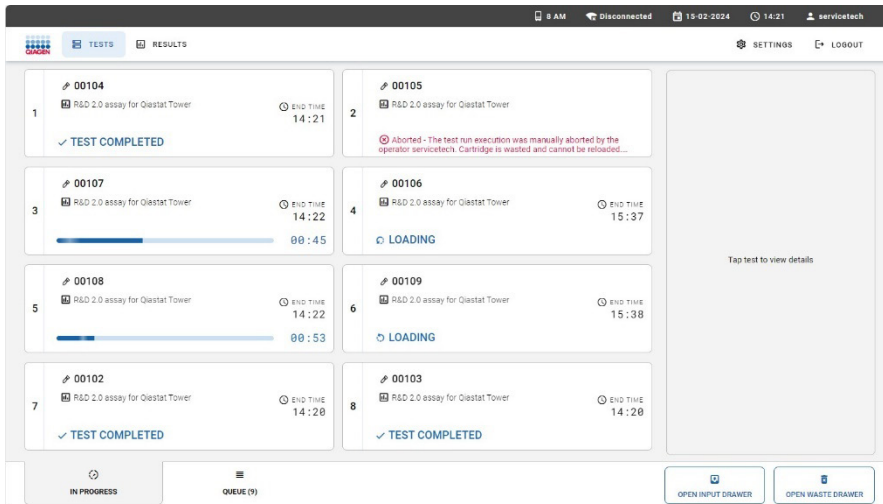 8 AM Disconnected 15-02-2024 14:21 servicetech
QIAGEN TESTS RESULTS SETTINGS LOGOUT
1
00104
R&D 2.0 assay for Qiastat Tower
END TIME
14:21
TEST COMPLETED
2
00105
R&D 2.0 assay for Qiastat Tower
Aborted - The test run execution was manually aborted by the
operator servicetech. Cartridge is wasted and cannot be reloaded....
3
00107
R&D 2.0 assay for Qiastat Tower
END TIME
14:22
00:45
4
00106
R&D 2.0 assay for Qiastat Tower
END TIME
15:37
LOADING
5
00108
R&D 2.0 assay for Qiastat Tower
END TIME
14:22
00:53
6
00109
R&D 2.0 assay for Qiastat Tower
END TIME
15:38
LOADING
7
00102
R&D 2.0 assay for Qiastat Tower
END TIME
14:20
TEST COMPLETED
8
00103
R&D 2.0 assay for Qiastat Tower
END TIME
14:20
TEST COMPLETED
Tap test to view details
IN PROGRESS
QUEUE (9)
OPEN INPUT DRAWER
OPEN WASTE DRAWER